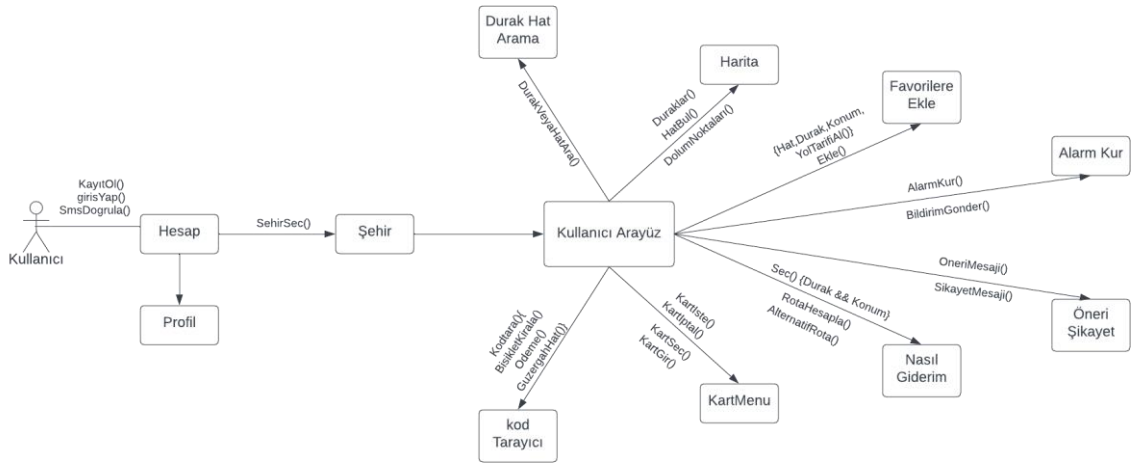 Durak Hat
Arama
Harita
Favorilere
Ekle
Alarm Kur
DurakVeyaHatAra()
Duraklar()
HatBul()
DolumNoktaları()
{Hat,Durak,Konum,
YolTarifiAl()}
Ekle()
AlarmKur()
BildirimGonder()
KayıtOl()
girisYap()
SmsDogrula()
Kullanıcı
Hesap
SehirSec()
Şehir
Kullanıcı Arayüz
Profil
OneriMesaji()
SikayetMesaji()
Öneri
Şikayet
Sec() {Durak && Konum}
RotaHesapla()
AlternatifRota()
Nasıl
Giderim
KartIste()
KartIptal()
KartSec()
KartGir()
KartMenu
Kodtara(){
BisikletKirala()
Odeme()
GuzergahHat()}
kod
Tarayıcı